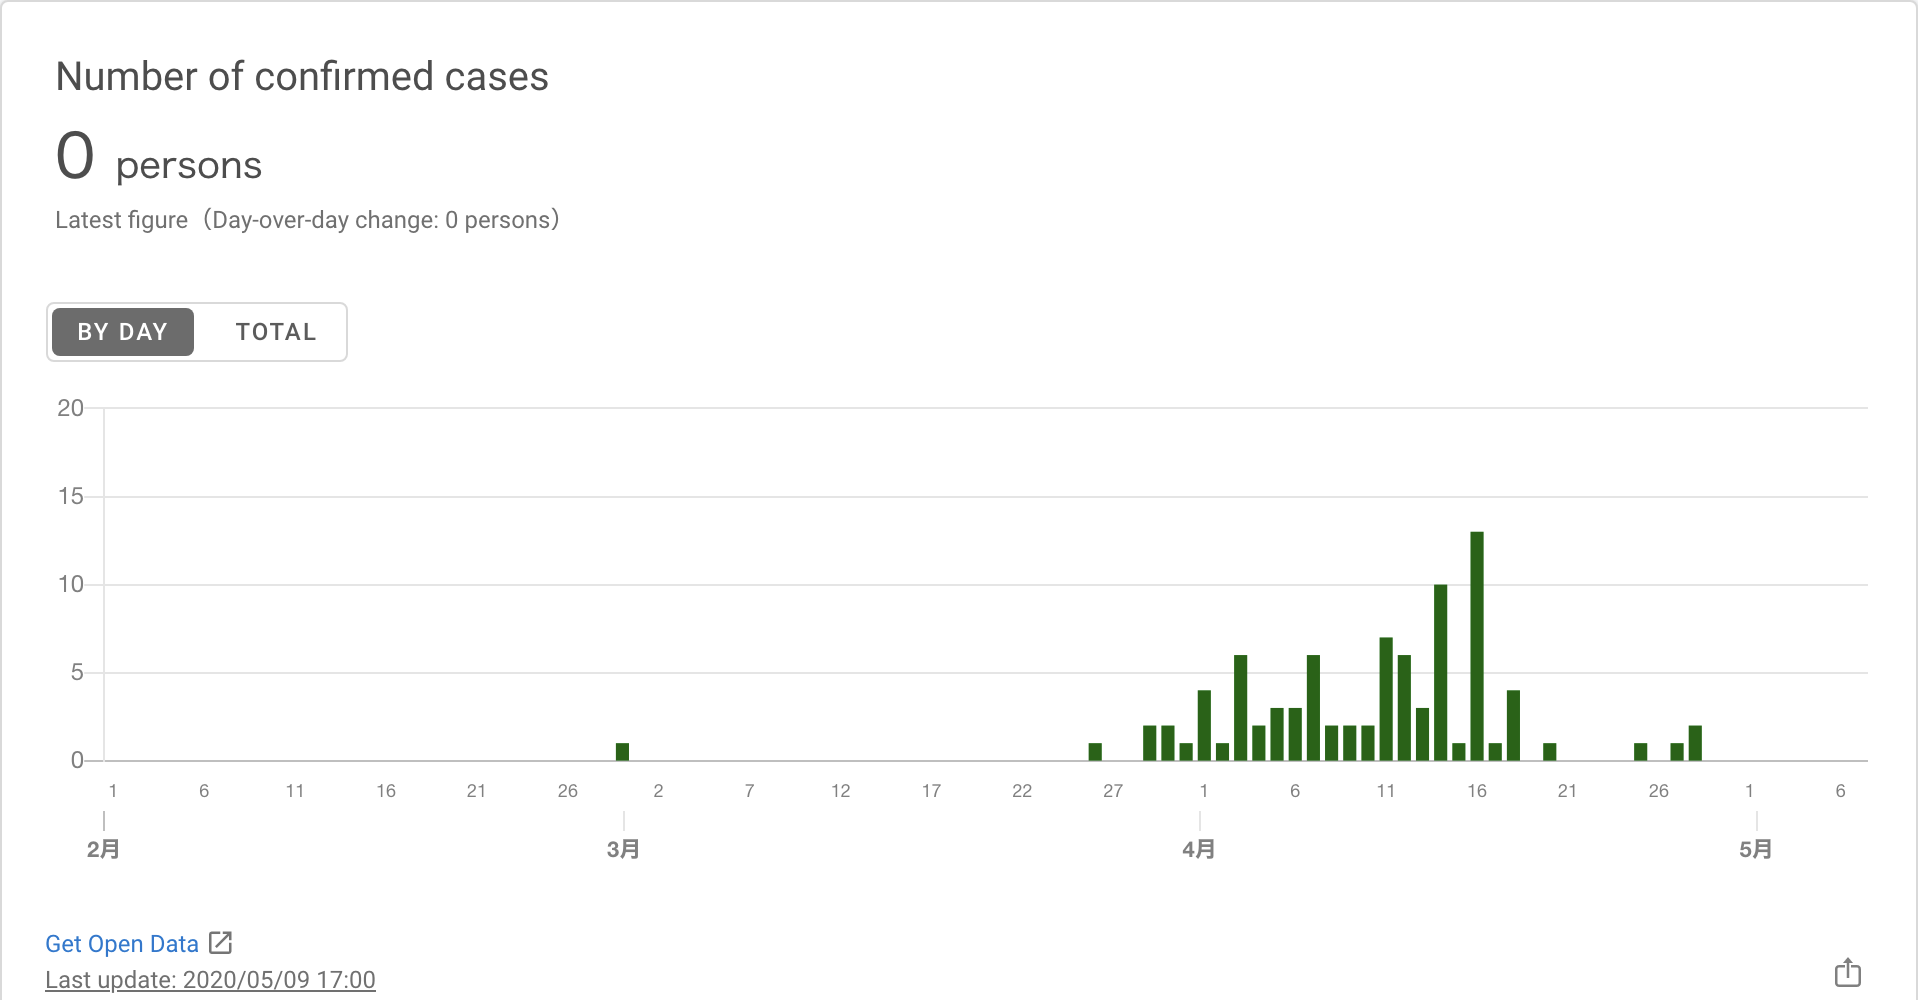 Number of confirmed cases
0 persons
Latest figure（Day-over-day change: 0 persons）
BY DAY TOTAL
20
15
10
5
0
1 6 11 16 21 26 2 7 12 17 22 27 1 6 11 16 21 26 1 6
2月 3月 4月 5月
Get Open Data
Last update: 2020/05/09 17:00